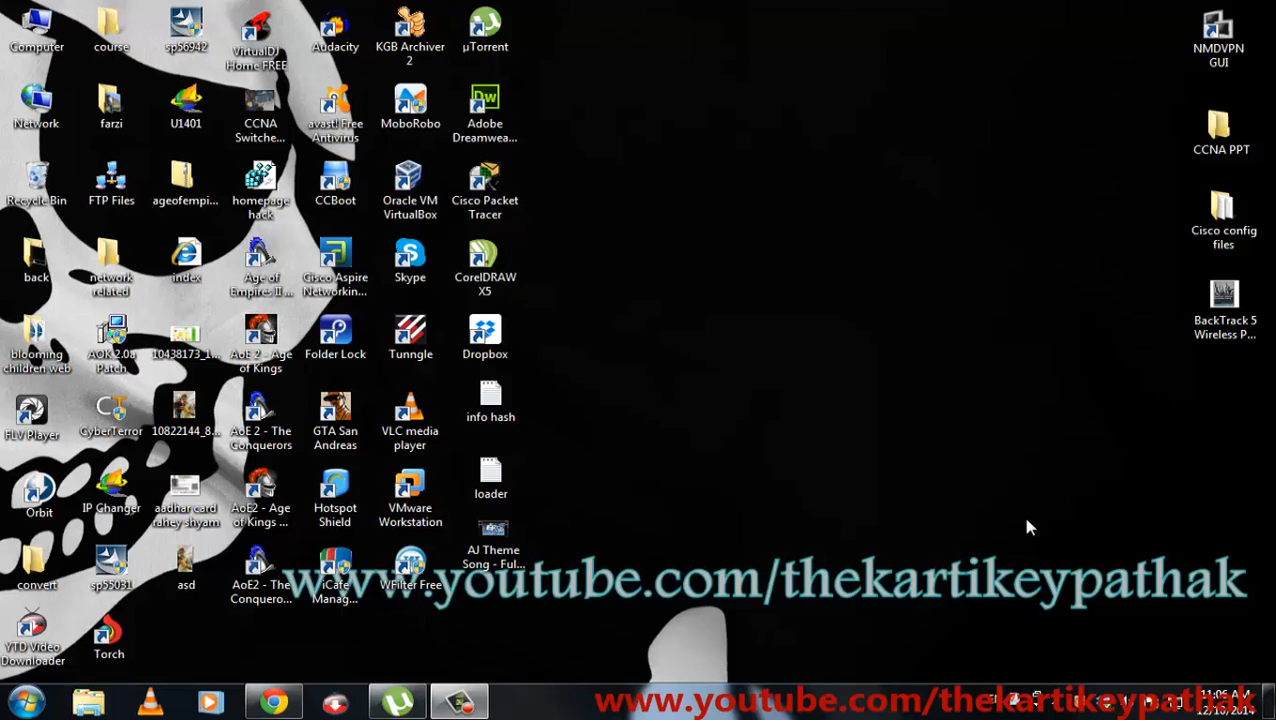 Computer
course
sp56942
VirtualDJ
Home FREE
Audacity
KGB Archiver
2
µTorrent
NMDVPN
GUI
Network
farzi
U1401
CCNA
Switche...
avast! Free
Antivirus
MoboRobo
Adobe
Dreamwea...
CCNA PPT
Recycle Bin
FTP Files
ageofempi...
homepage
hack
CCBoot
Oracle VM
VirtualBox
Cisco Packet
Tracer
Cisco config
files
back
network
related
index
Age of
Empires II ...
Cisco Aspire
Networkin...
Skype
CorelDRAW
X5
BackTrack 5
Wireless P...
blooming
children web
AOK 2.0a
Patch
10438173_1...
AoE 2 - Age
of Kings
Folder Lock
Tunngle
Dropbox
FLV Player
CyberTerror
10822144_8...
AoE 2 - The
Conquerors
GTA San
Andreas
VLC media
player
info hash
Orbit
IP Changer
aadhar card
rahey shyam
AoE2 - Age
of Kings ...
Hotspot
Shield
VMware
Workstation
loader
convert
sp55031
asd
AoE2 - The
Conquero...
iCafe
Manag...
WFilter Free
AJ Theme
Song - Ful...
www.youtube.com/thekartikeypathak
YTD Video
Downloader
Torch
www.youtube.com/thekartikeypathak
11:06 AM
12/10/2014